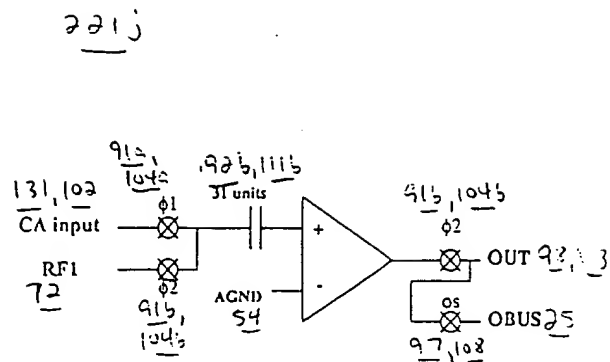 221j
91a,
104a
92b, 111b
91b, 104b
131, 102
φ1
31 units
φ2
CA input
+
OUT
RF1
72
φ2
AGND
54
-
OS
OBUS 25
91b,
104b
97, 108